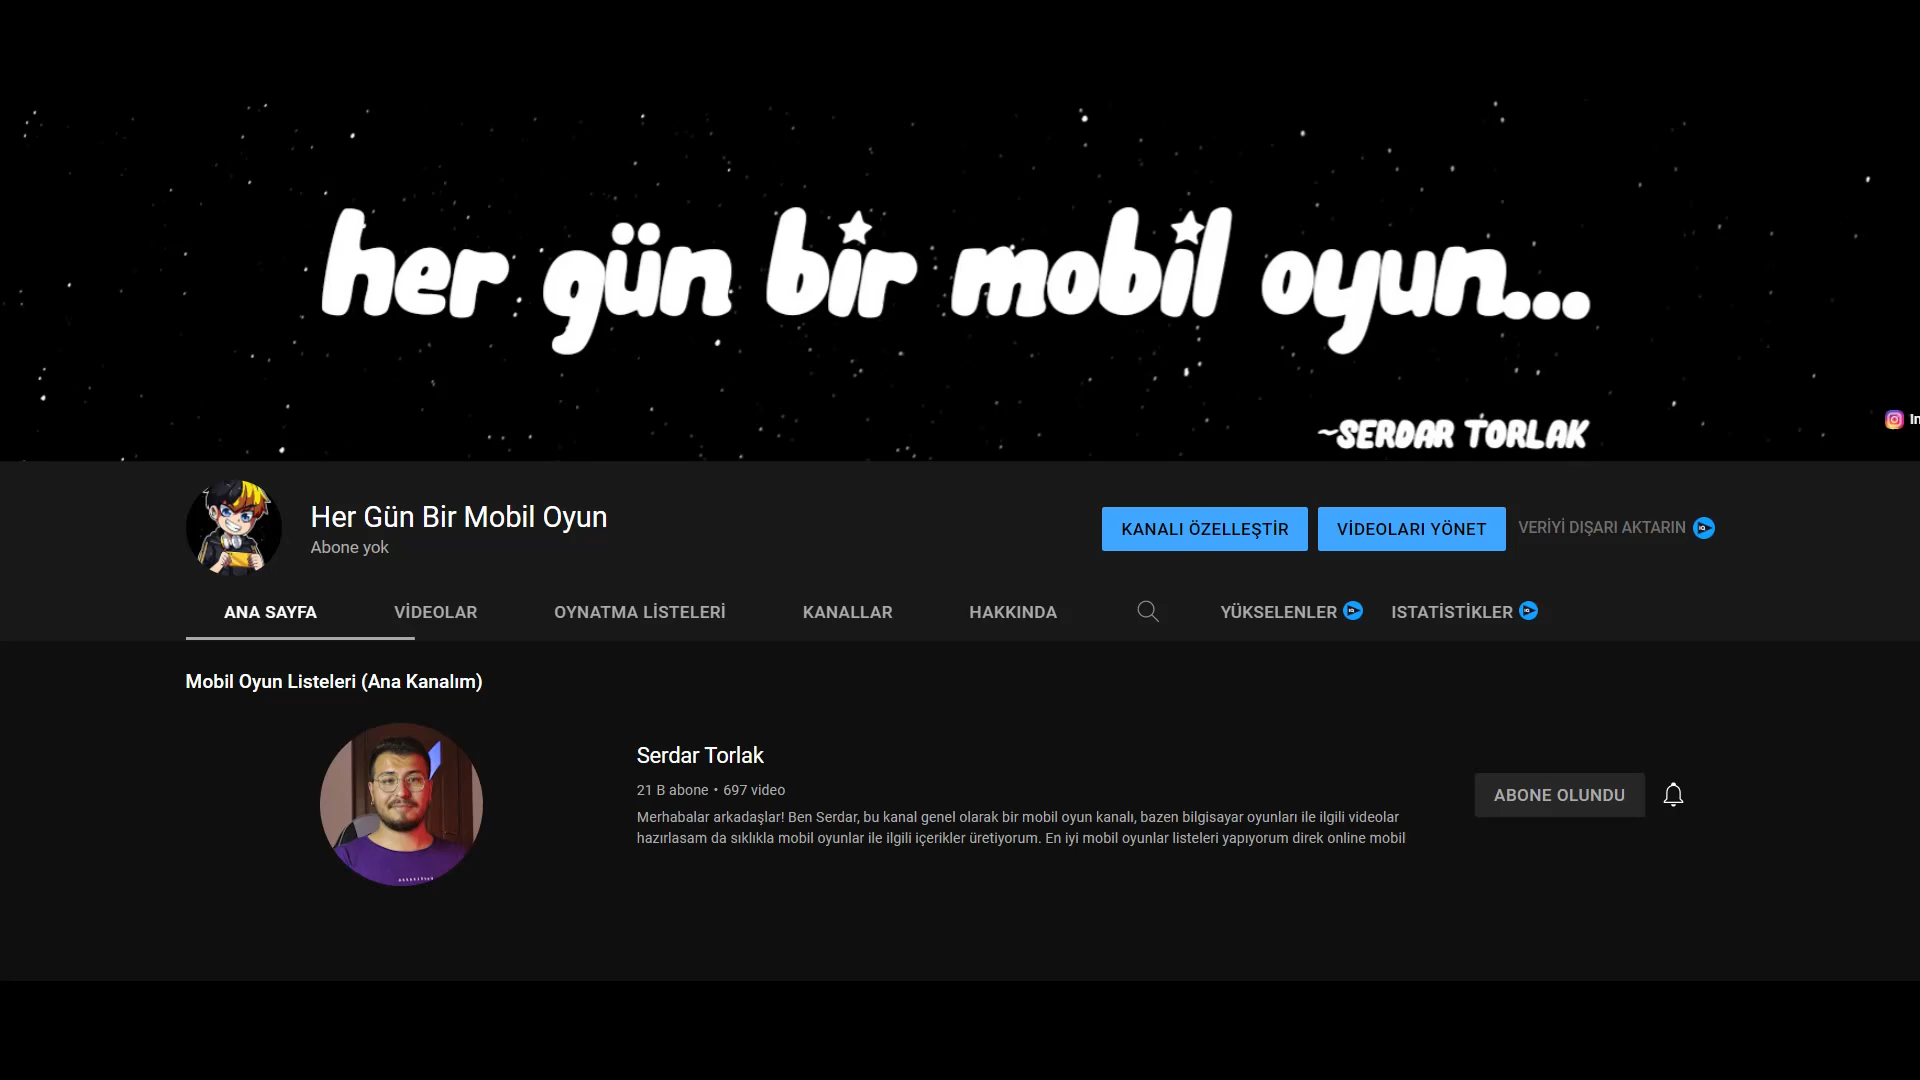 her gün bir mobil oyun...
~SERDAR TORLAK
In
Her Gün Bir Mobil Oyun
Abone yok
KANALI ÖZELLEŞTİR
VİDEOLARI YÖNET
VERİYİ DIŞARI AKTARIN
ANA SAYFA
VİDEOLAR
OYNATMA LİSTELERİ
KANALLAR
HAKKINDA
YÜKSELENLER
ISTATİSTİKLER
Mobil Oyun Listeleri (Ana Kanalım)
Serdar Torlak
21 B abone • 697 video
Merhabalar arkadaşlar! Ben Serdar, bu kanal genel olarak bir mobil oyun kanalı, bazen bilgisayar oyunları ile ilgili videolar
hazırlasam da sıklıkla mobil oyunlar ile ilgili içerikler üretiyorum. En iyi mobil oyunlar listeleri yapıyorum direk online mobil
ABONE OLUNDU